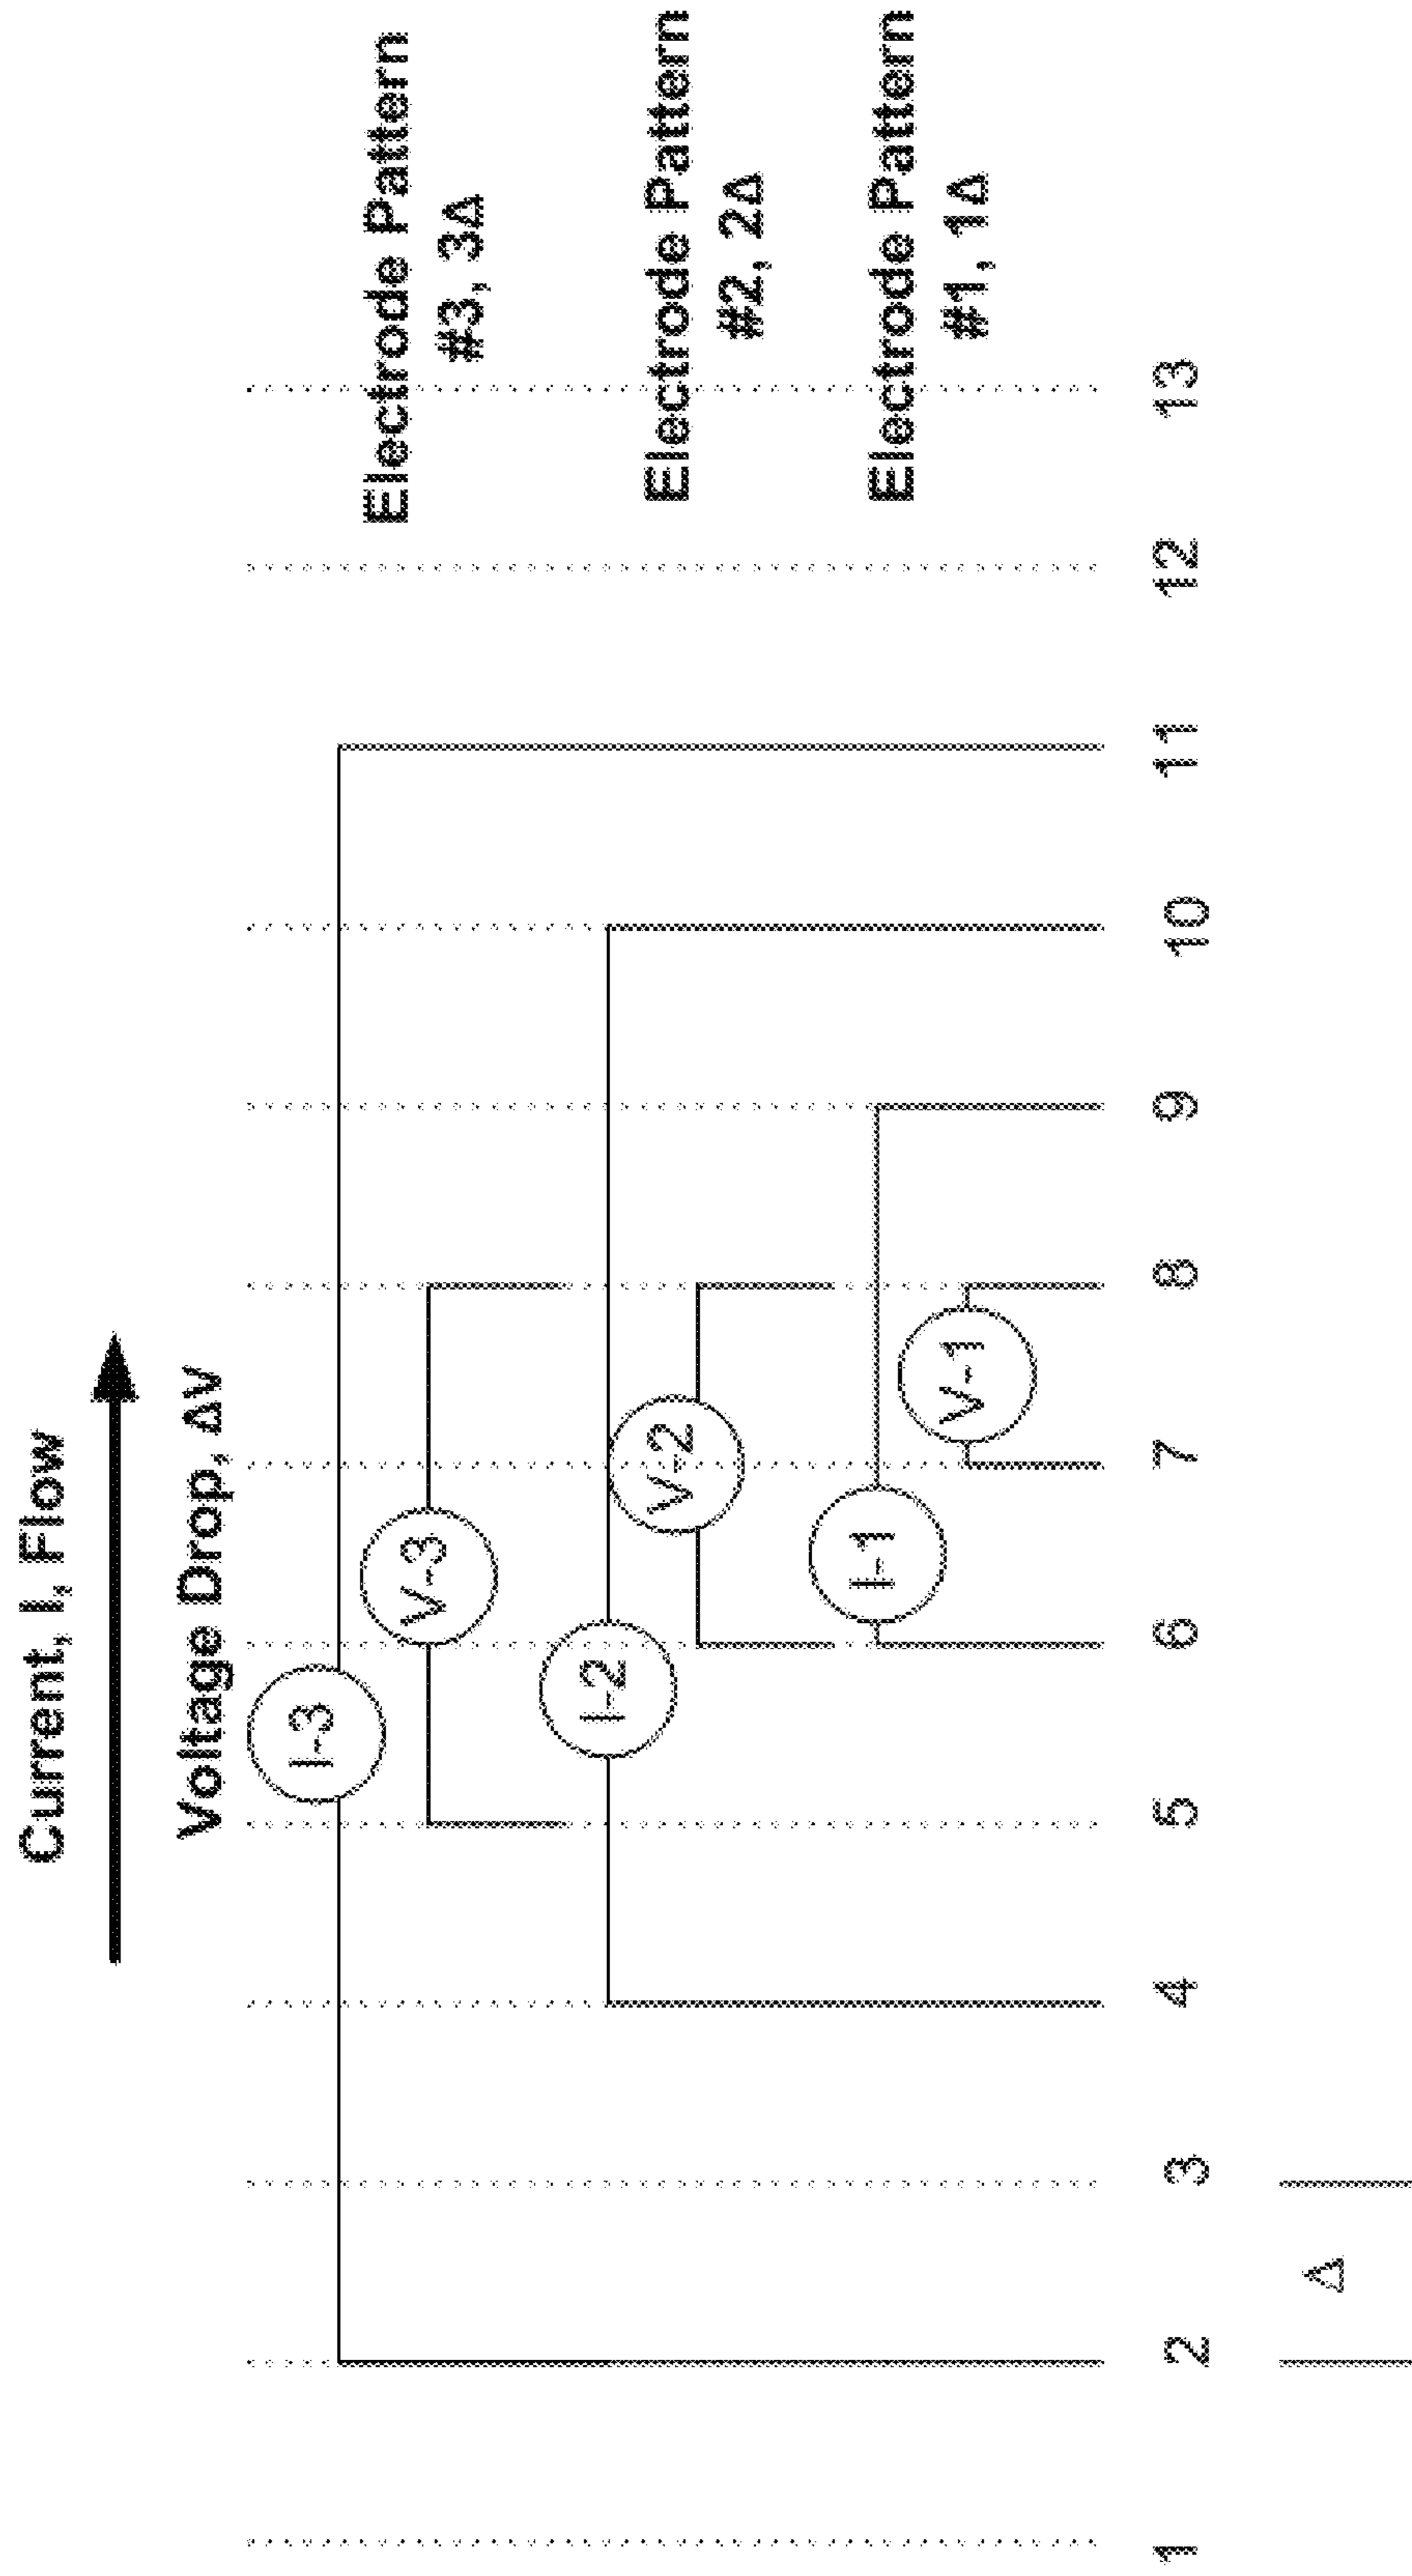 Current, I, Flow
Voltage Drop, ΔV
I-3
V-3
Electrode Pattern
#3, 3Δ
I-2
V-2
Electrode Pattern
#2, 2Δ
I-1
V-1
Electrode Pattern
#1, 1Δ
1 2 3 4 5 6 7 8 9 10 11 12 13
Δ